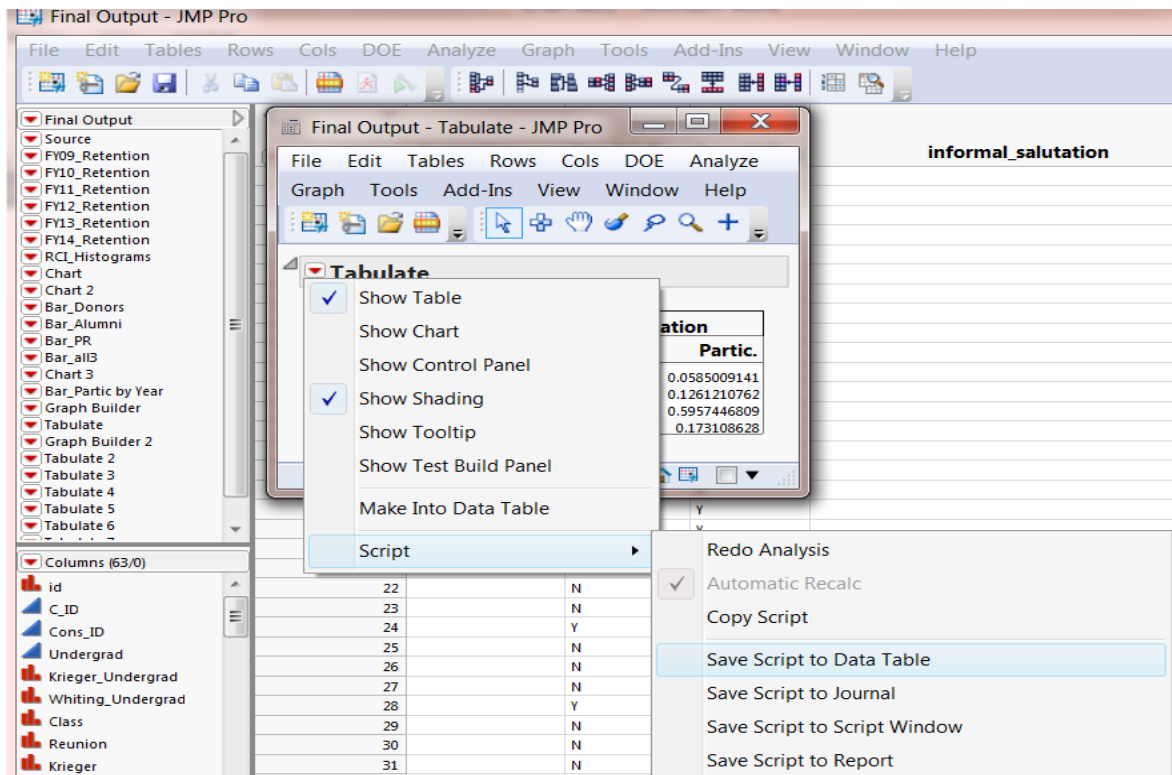 Final Output - JMP Pro
File Edit Tables Rows Cols DOE Analyze Graph Tools Add-Ins View Window Help
Final Output
Source
FY09_Retention
FY10_Retention
FY11_Retention
FY12_Retention
FY13_Retention
FY14_Retention
RCI_Histograms
Chart
Chart 2
Bar_Donors
Bar_Alumni
Bar_PR
Bar_all3
Chart 3
Bar_Partic by Year
Graph Builder
Tabulate
Graph Builder 2
Tabulate 2
Tabulate 3
Tabulate 4
Tabulate 5
Tabulate 6
Columns (63/0)
id
C_ID
Cons_ID
Undergrad
Krieger_Undergrad
Whiting_Undergrad
Class
Reunion
Krieger
Final Output - Tabulate - JMP Pro
File Edit Tables Rows Cols DOE Analyze
Graph Tools Add-Ins View Window Help
Tabulate
ation
Partic.
0.0585009141
0.1261210762
0.5957446809
0.173108628
Show Table
Show Chart
Show Control Panel
Show Shading
Show Tooltip
Show Test Build Panel
Make Into Data Table
Script
Redo Analysis
Automatic Recalc
Copy Script
Save Script to Data Table
Save Script to Journal
Save Script to Script Window
Save Script to Report
informal_salutation
Y
22 N
23 N
24 Y
25 N
26 N
27 N
28 Y
29 N
30 N
31 N